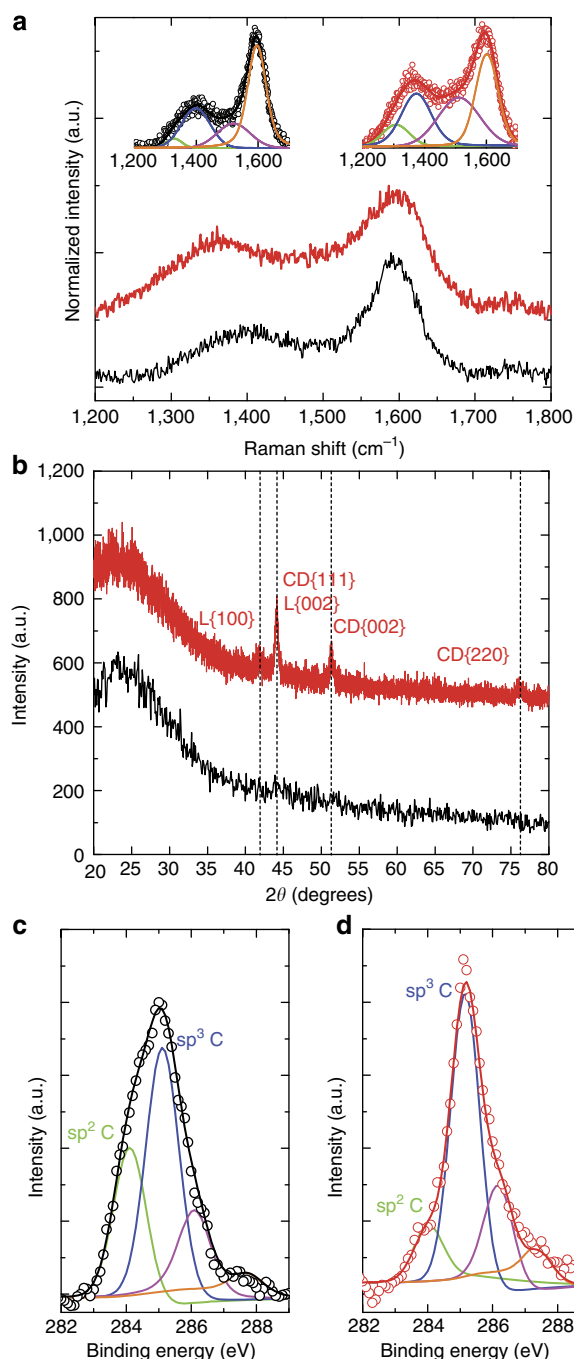 a
1,200 1,400 1,600
1,200 1,400 1,600
Normalized intensity (a.u.)
1,200 1,300 1,400 1,500 1,600 1,700 1,800
Raman shift (cm⁻¹)
b
1,200
1,000
800
600
400
200
0
Intensity (a.u.)
L{100}
CD{111}
L{002}
CD{002}
CD{220}
20 25 30 35 40 45 50 55 60 65 70 75 80
2θ (degrees)
c
sp³ C
sp² C
Intensity (a.u.)
282 284 286 288
Binding energy (eV)
d
sp³ C
sp² C
Intensity (a.u.)
282 284 286 288
Binding energy (eV)